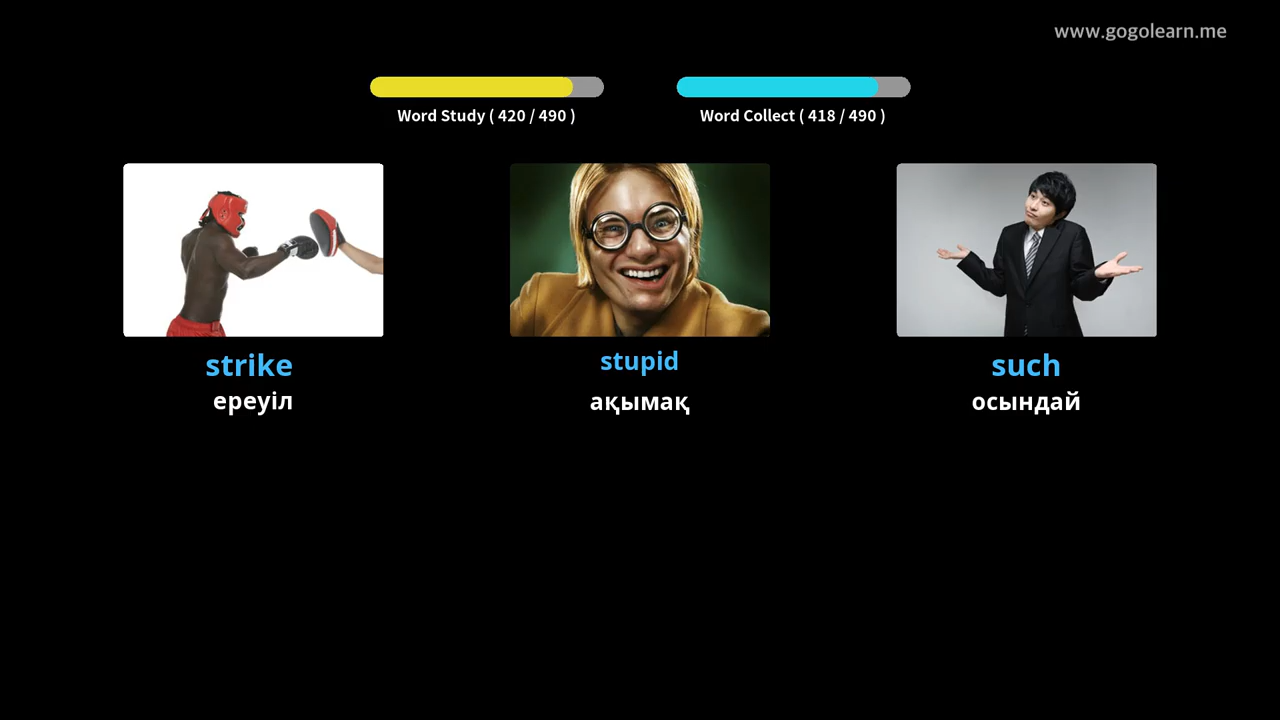 www.gogolearn.me
Word Study ( 420 / 490 )
Word Collect ( 418 / 490 )
strike
ереуіл
stupid
ақымақ
such
осындай